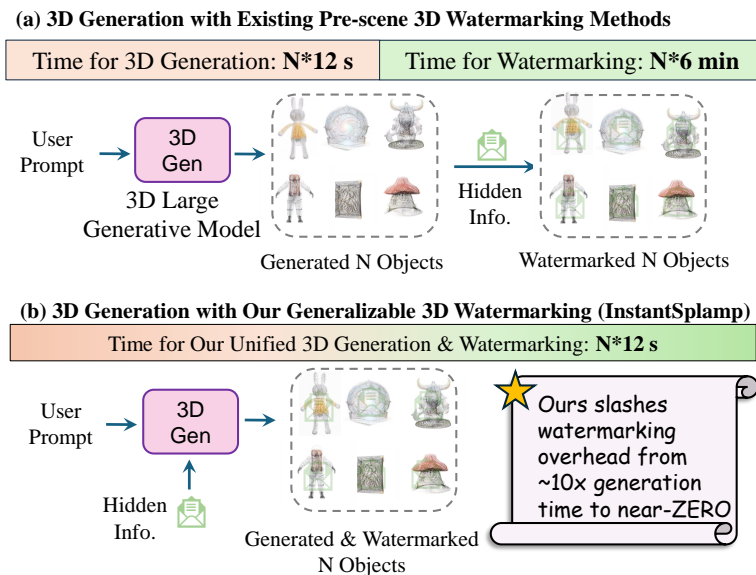 (a) 3D Generation with Existing Pre-scene 3D Watermarking Methods
Time for 3D Generation: N*12 s
Time for Watermarking: N*6 min
User
Prompt
3D
Gen
3D Large
Generative Model
Generated N Objects
Hidden
Info.
Watermarked N Objects
(b) 3D Generation with Our Generalizable 3D Watermarking (InstantSplamp)
Time for Our Unified 3D Generation & Watermarking: N*12 s
User
Prompt
3D
Gen
Hidden
Info.
Generated & Watermarked
N Objects
Ours slashes
watermarking
overhead from
~10x generation
time to near-ZERO